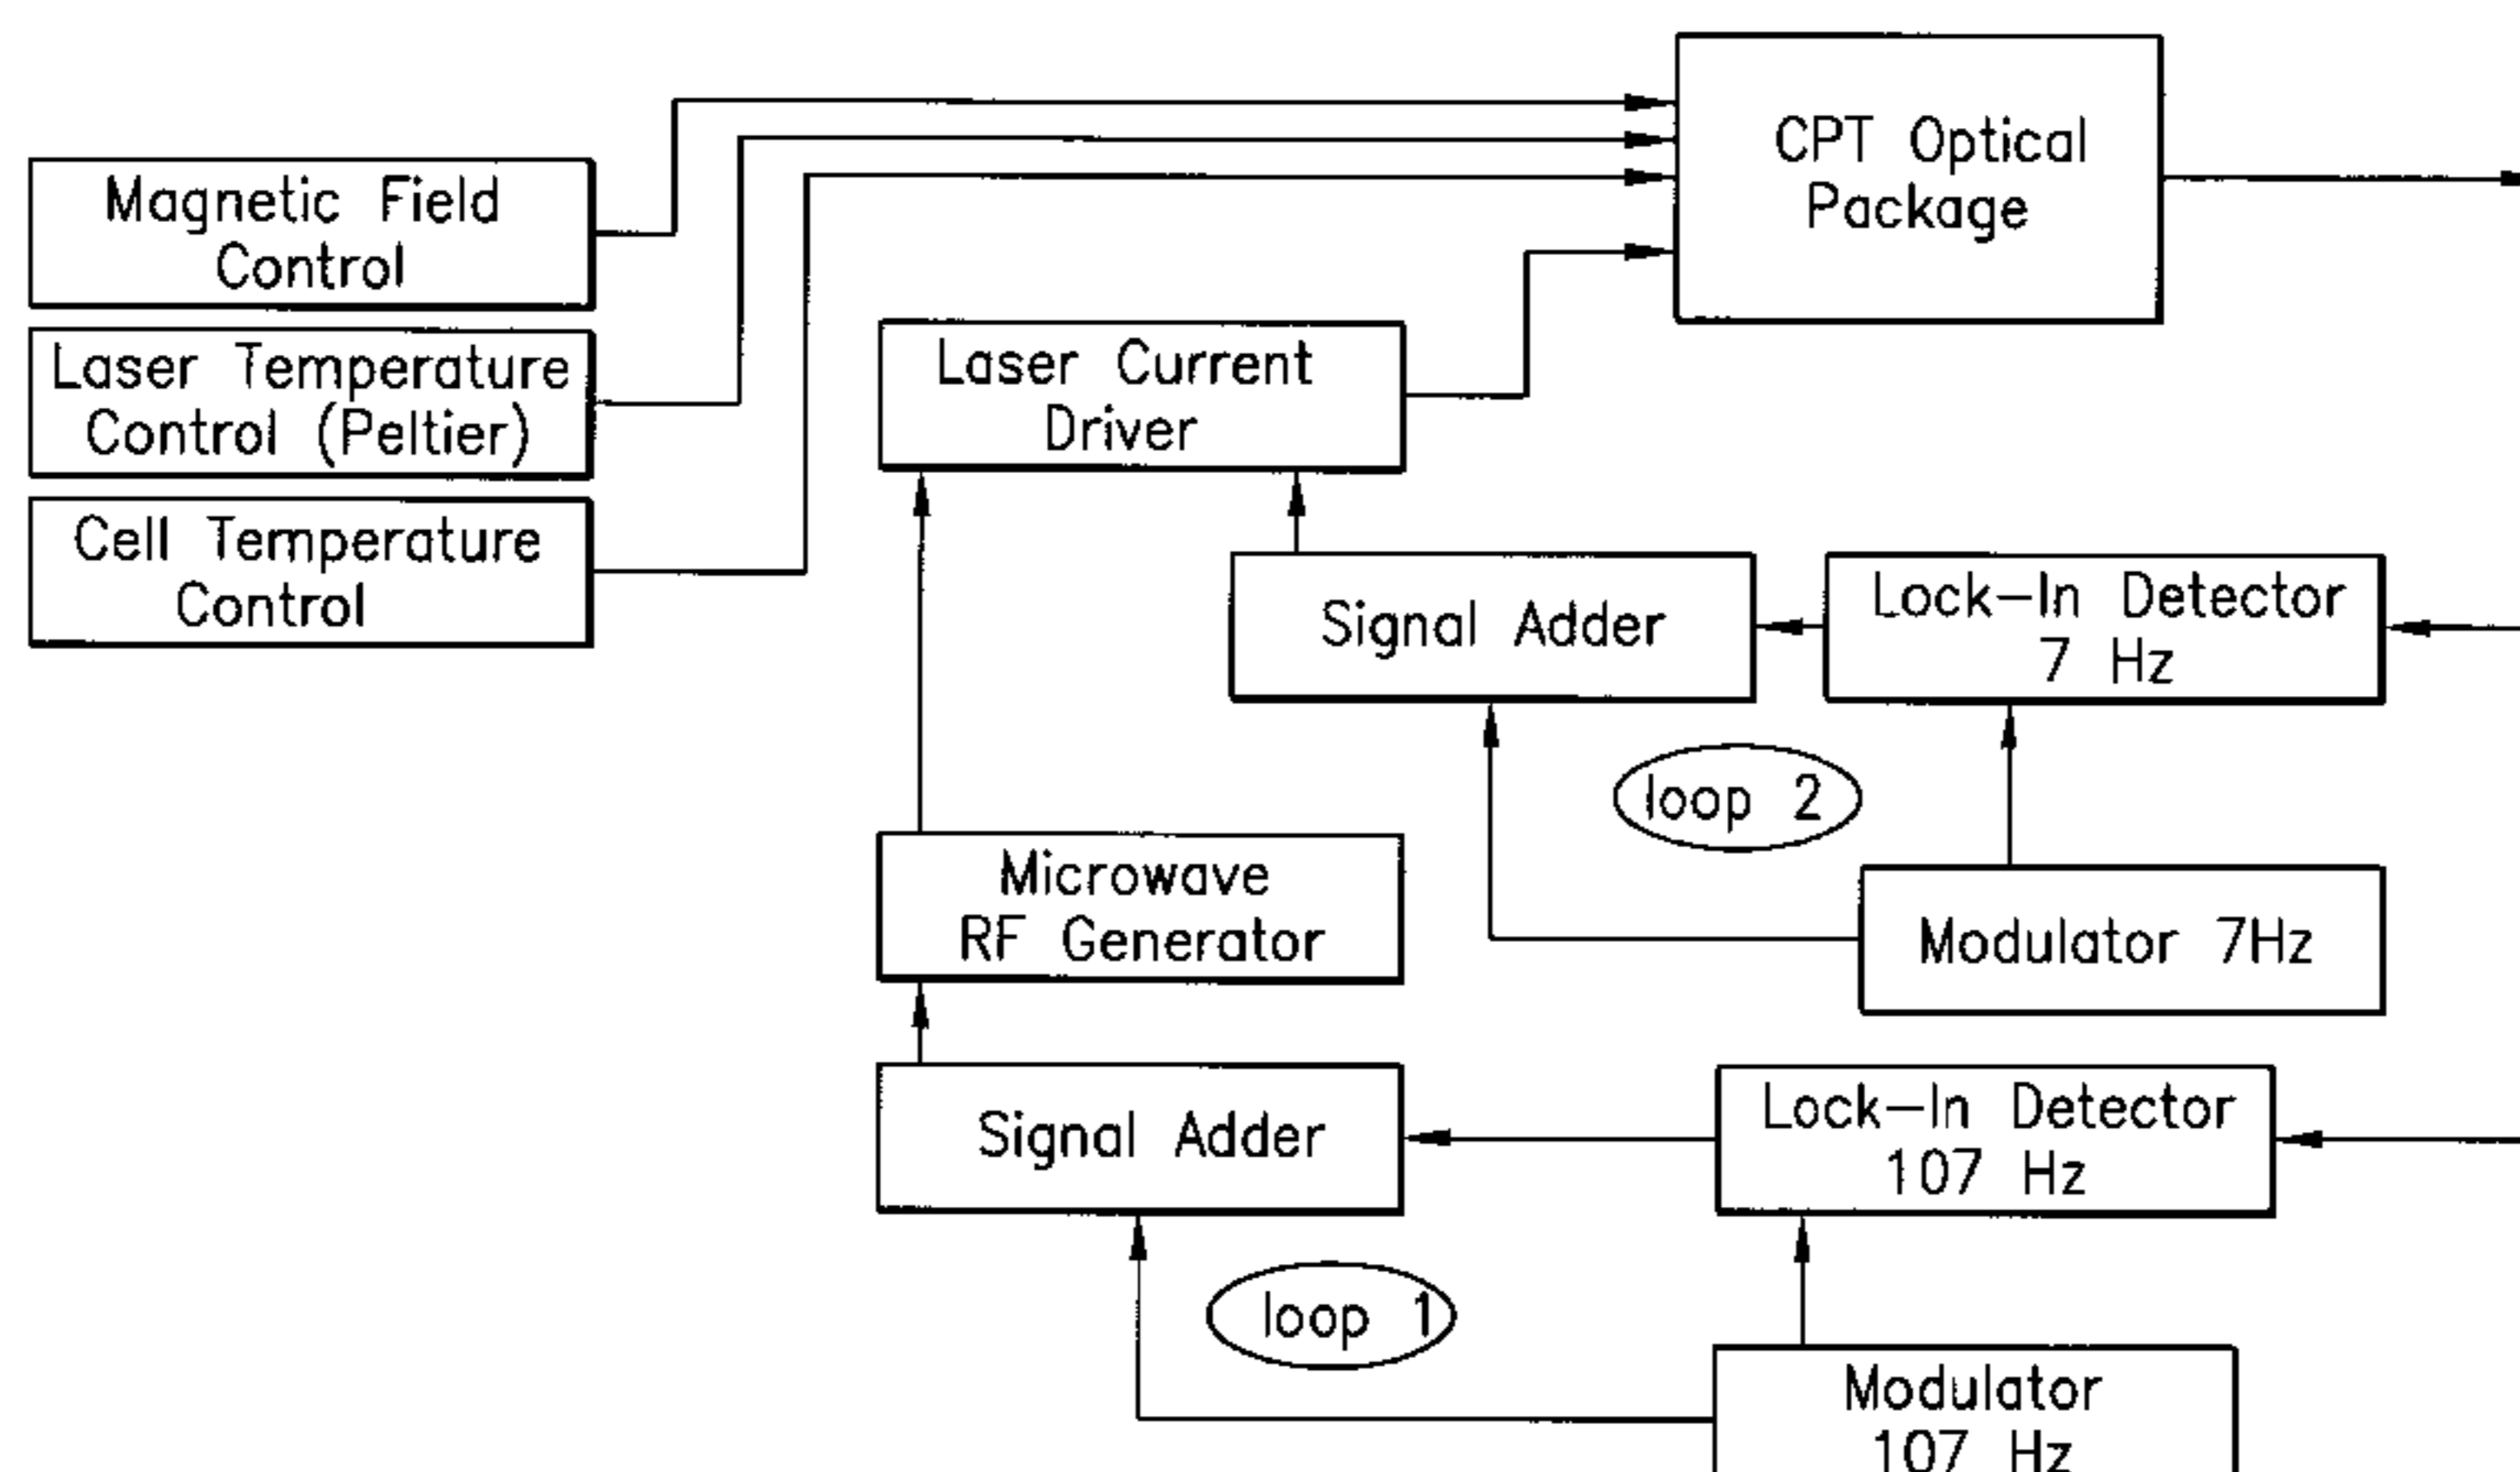 CPT Optical
Package
Magnetic Field
Control
Laser Temperature
Control (Peltier)
Cell Temperature
Control
Laser Current
Driver
Signal Adder
Lock-In Detector
7 Hz
loop 2
Microwave
RF Generator
Modulator 7Hz
Signal Adder
Lock-In Detector
107 Hz
loop 1
Modulator
107 Hz